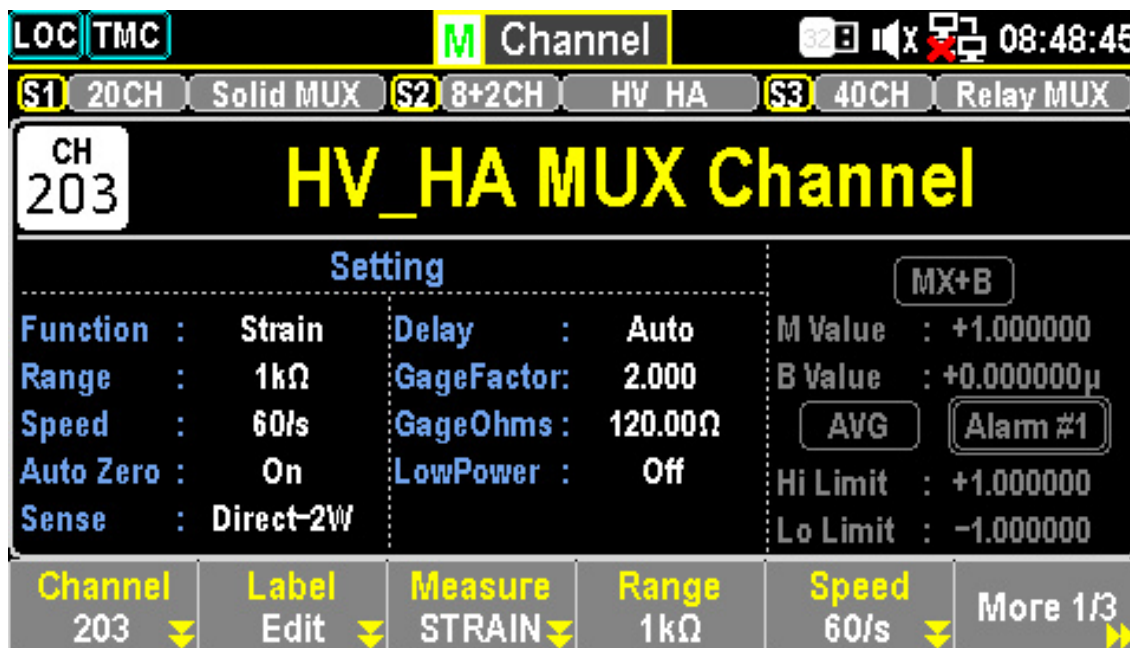 LOC TMC M Channel 32 08:48:45
S1 20CH Solid MUX S2 8+2CH HV_HA S3 40CH Relay MUX
CH
203
HV_HA MUX Channel
Setting
MX+B
Function : Strain Delay : Auto M Value : +1.000000
Range : 1kΩ GageFactor: 2.000 B Value : +0.000000µ
Speed : 60/s GageOhms : 120.00Ω AVG Alarm #1
Auto Zero : On LowPower : Off Hi Limit : +1.000000
Sense : Direct-2W Lo Limit : -1.000000
Channel Label Measure Range Speed More 1/3
203 Edit STRAIN 1kΩ 60/s